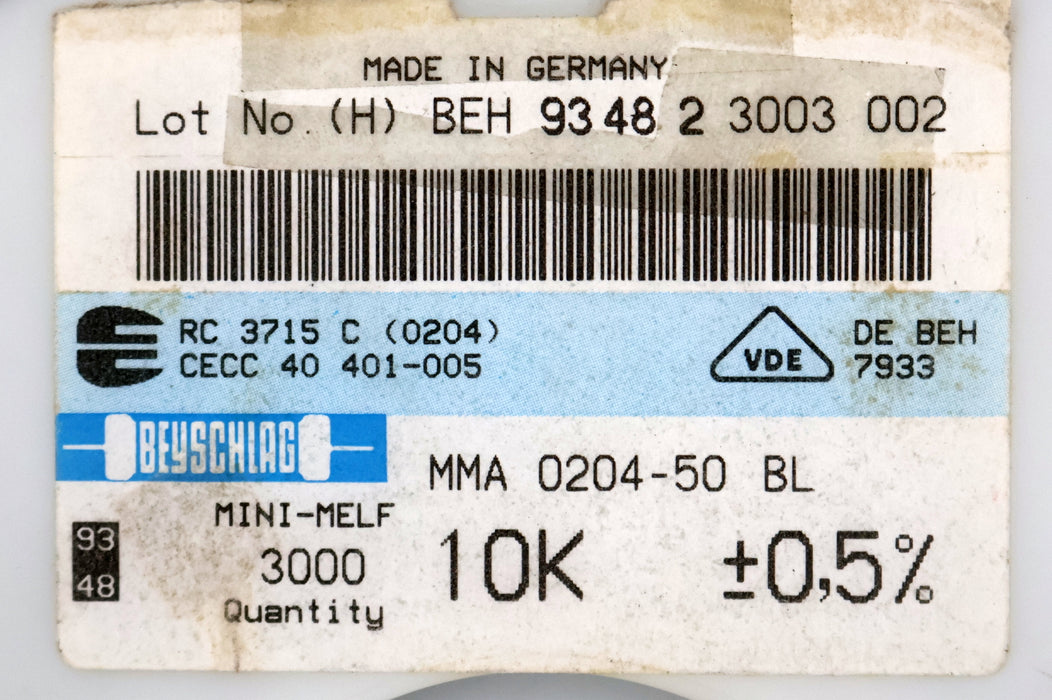 MADE IN GERMANY
Lot No. (H) BEH 93 48 2 3003 002
RC 3715 C (0204)
CECC 40 401-005
VDE
DE BEH
7933
BEYSCHLAG
MMA 0204-50 BL
MINI-MELF
93
48
3000
Quantity
10K
±0,5%